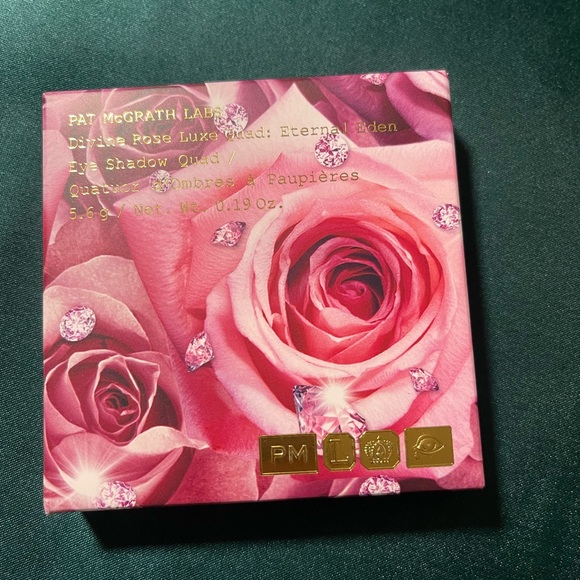 PAT McGRATH LABS
Divine Rose Luxe Quad: Eternal Eden
Eye Shadow Quad /
Quatuor d'Ombres à Paupières
5.6 g / Net. Wt. 0.19 Oz.
PM L A